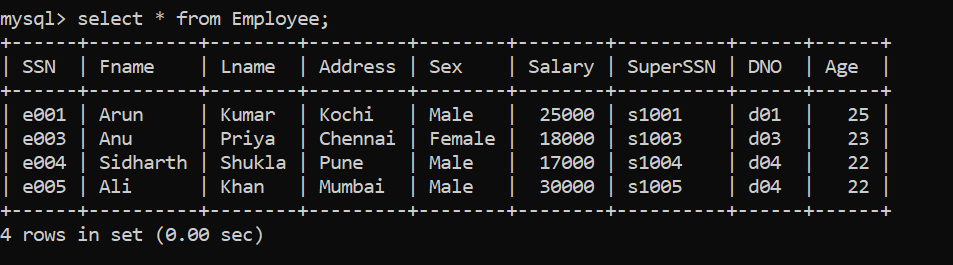 mysql> select * from Employee;
+------+----------+--------+---------+--------+--------+----------+------+------+
| SSN  | Fname    | Lname  | Address | Sex    | Salary | SuperSSN | DNO  | Age  |
+------+----------+--------+---------+--------+--------+----------+------+------+
| e001 | Arun     | Kumar  | Kochi   | Male   |  25000 | s1001    | d01  |   25 |
| e003 | Anu      | Priya  | Chennai | Female |  18000 | s1003    | d03  |   23 |
| e004 | Sidharth | Shukla | Pune    | Male   |  17000 | s1004    | d04  |   22 |
| e005 | Ali      | Khan   | Mumbai  | Male   |  30000 | s1005    | d04  |   22 |
+------+----------+--------+---------+--------+--------+----------+------+------+
4 rows in set (0.00 sec)